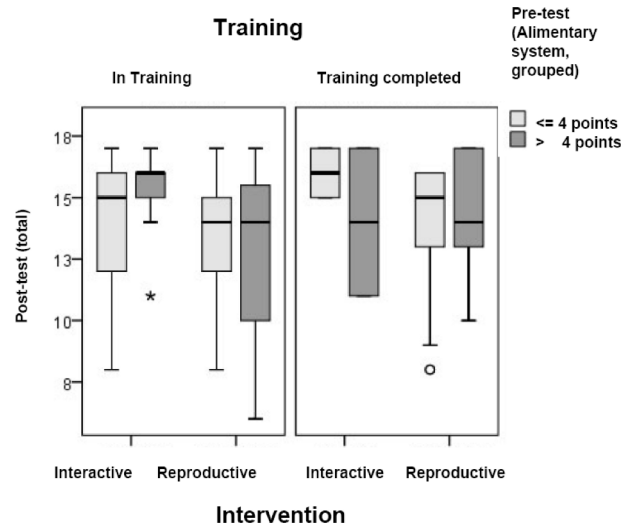 Training
Pre-test
(Alimentary
system,
grouped)
<= 4 points
> 4 points
In Training
Training completed
Post-test (total)
18
15
13
10
8
Interactive
Reproductive
Interactive
Reproductive
Intervention